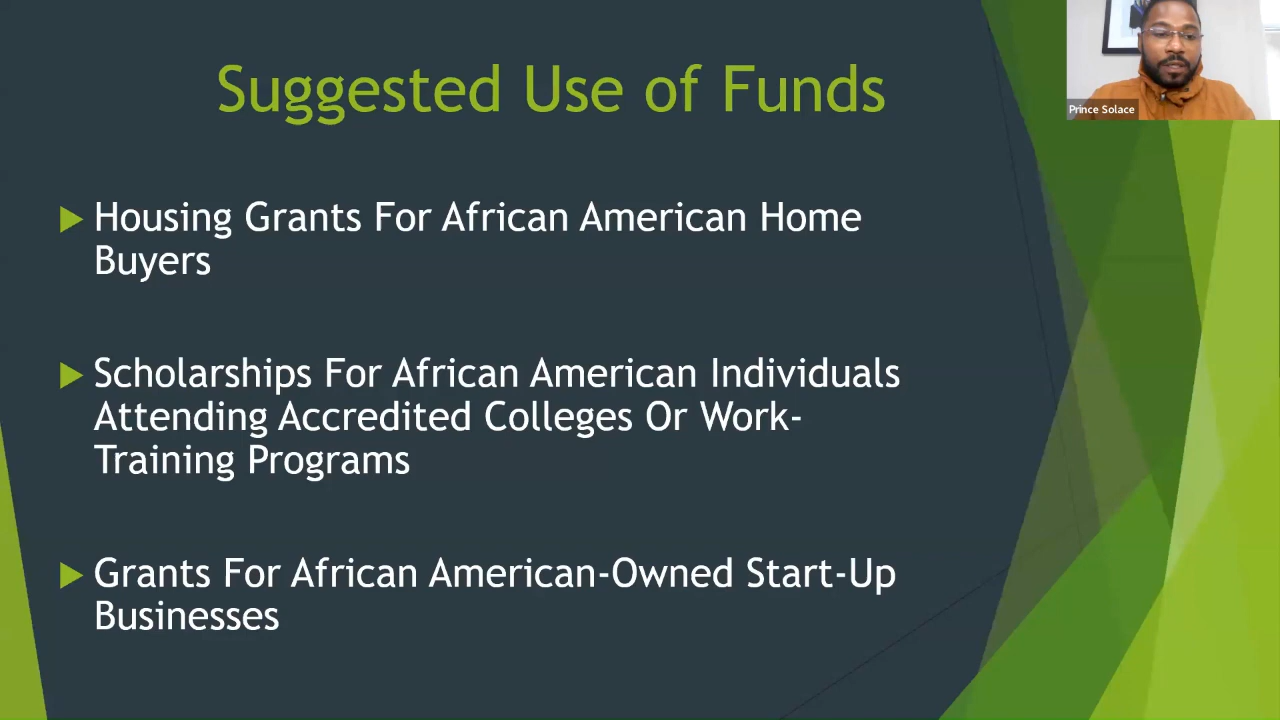 Suggested Use of Funds
Prince Solace
Housing Grants For African American Home
Buyers
Scholarships For African American Individuals
Attending Accredited Colleges Or Work-
Training Programs
Grants For African American-Owned Start-Up
Businesses